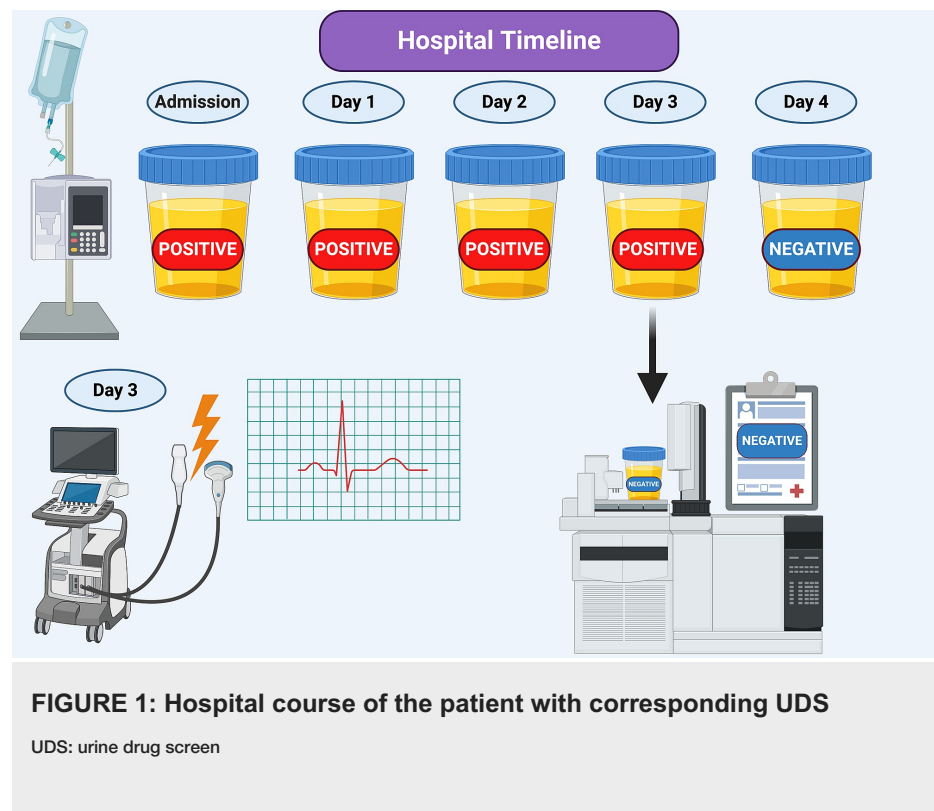 Hospital Timeline
Admission
Day 1
Day 2
Day 3
Day 4
POSITIVE
POSITIVE
POSITIVE
POSITIVE
NEGATIVE
Day 3
NEGATIVE
NEGATIVE
FIGURE 1: Hospital course of the patient with corresponding UDS
UDS: urine drug screen